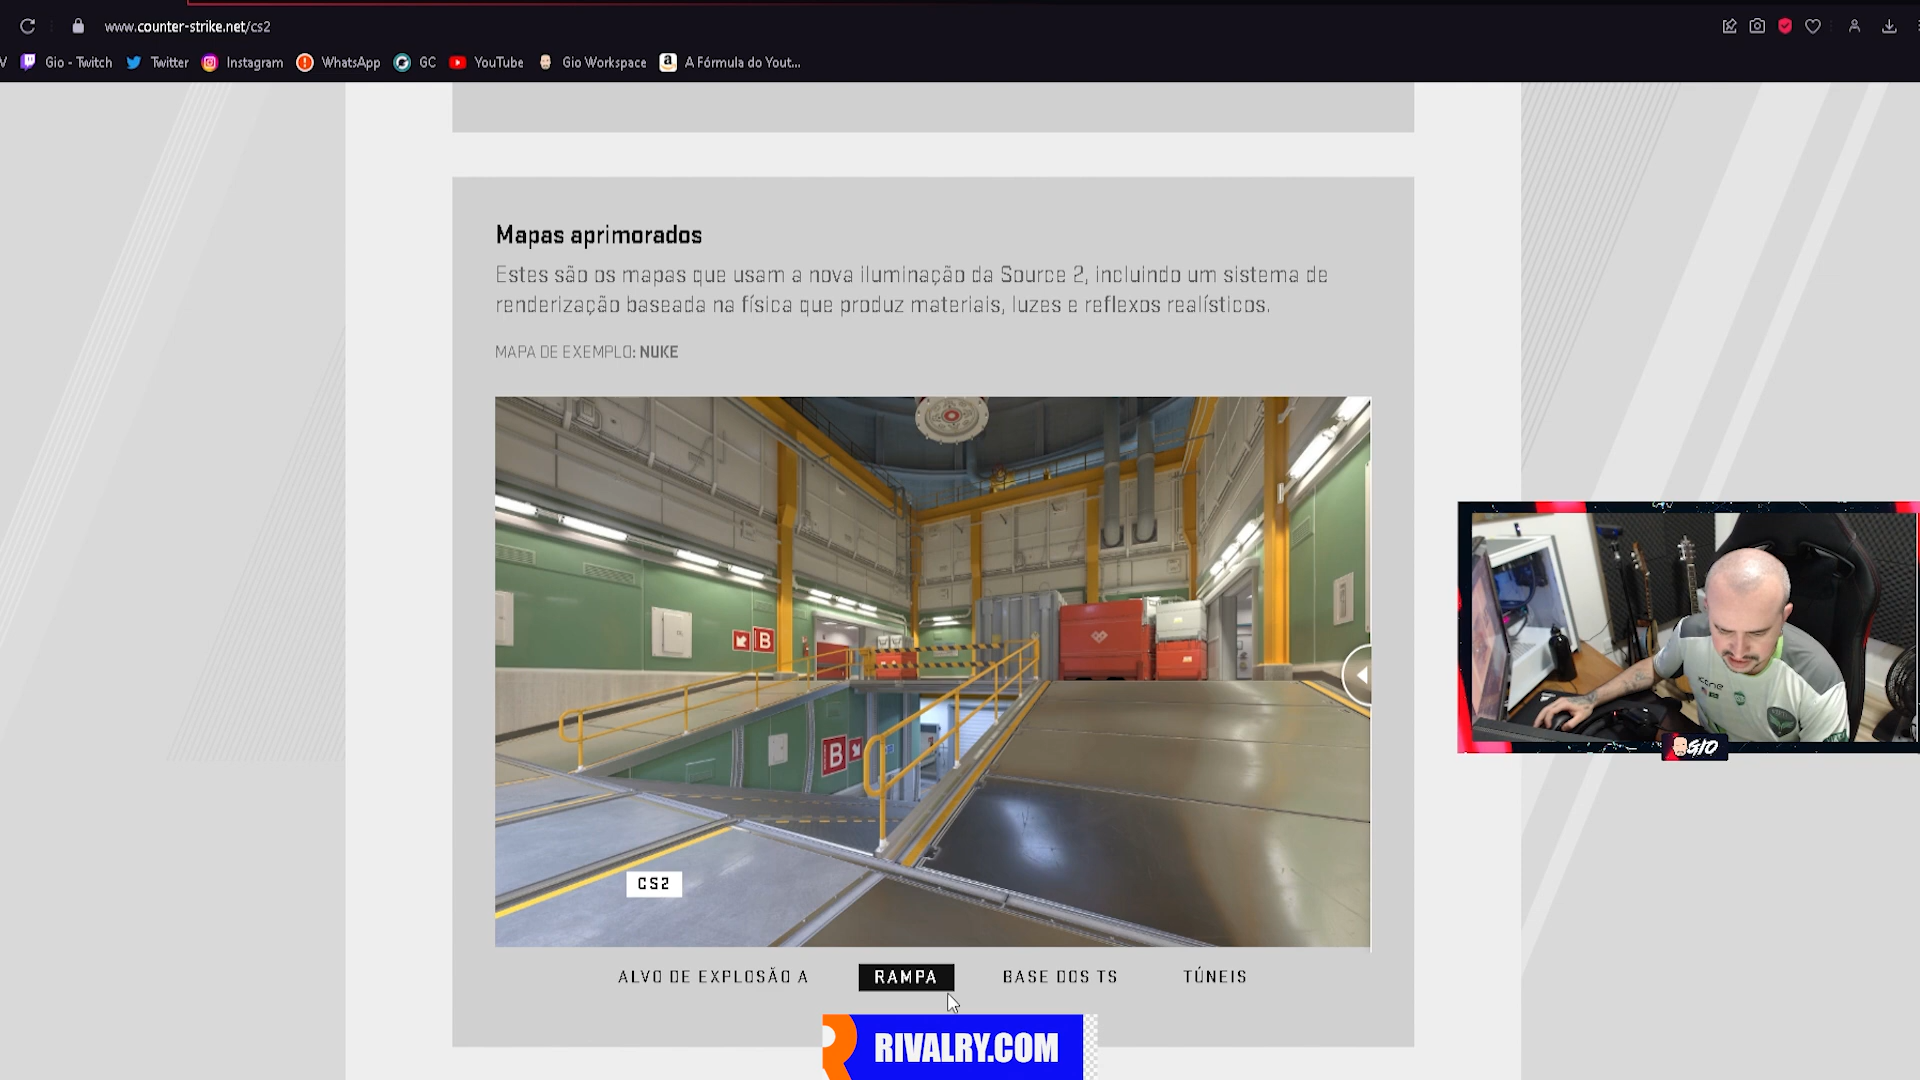 www.counter-strike.net/cs2
V Gio - Twitch Twitter Instagram WhatsApp GC YouTube Gio Workspace A Fórmula do Yout...
Mapas aprimorados
Estes são os mapas que usam a nova iluminação da Source 2, incluindo um sistema de
renderização baseada na física que produz materiais, luzes e reflexos realísticos.
MAPA DE EXEMPLO: NUKE
B
B
CS2
GIO
ALVO DE EXPLOSÃO A RAMPA BASE DOS TS TÚNEIS
RIVALRY.COM